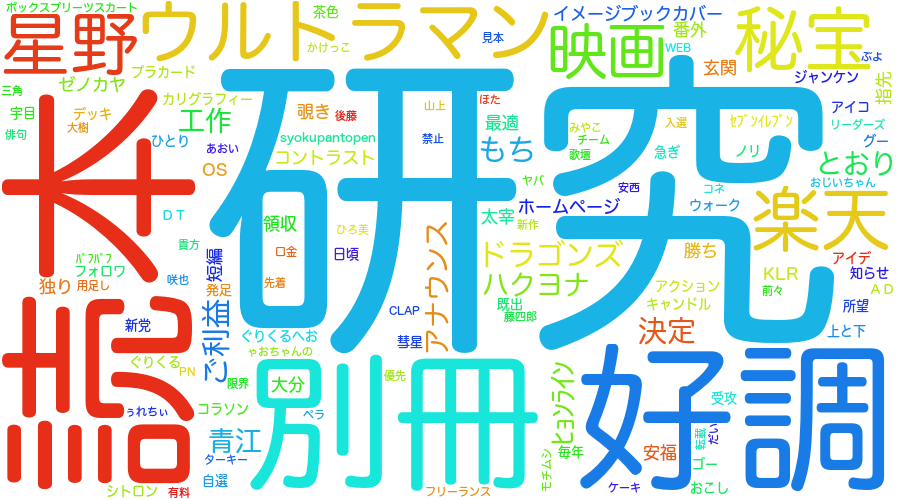 ボックスプリーツスカート
茶色
イメージブックカバー
星野
ウルトラマン
かけっこ
見本
映画
番外
WEB
秘宝
ぶよ
三角
ゼノカヤ
プラカード
玄関
ジャンケン
指先
宇目
デッキ
カリグラフィー
覗き
後藤
山上
ほた
アイコ
俳句
大樹
工作
syokupantopen
禁止
最適
みやこ
チーム
入選
セブンイレブン
リーダーズ
ひとり
あおい
コントラスト
もち
歌壇
急ぎ
ノリ
グー
とおり
OS
ヤバ
安西
コネ
おじいちゃん
本誌
研究
DT
領収
太宰
ホームページ
ウォーク
楽天
貴方
ひろ美
新作
パフパフ
フォロワ
短編
口金
日頃
アナウンス
ドラゴンズ
勝ち
アイデ
独り
用足し
咲也
先着
ハクヨナ
アクション
KLR
知らせ
発足
前々
AD
既出
キャンドル
新党
ご利益
CLAP
藤四郎
所望
ぐりくるへお
彗星
決定
上と下
ぐりくる
ゃおちゃんの
PN
限界
大分
優先
ヒョンライン
別冊
好調
受攻
ぅれちぃ
コラソン
ペラ
転載
だい
青江
毎年
安福
ターキー
モチムシ
ゴー
自選
シトロン
有料
フリーランス
ケーキ
おこし